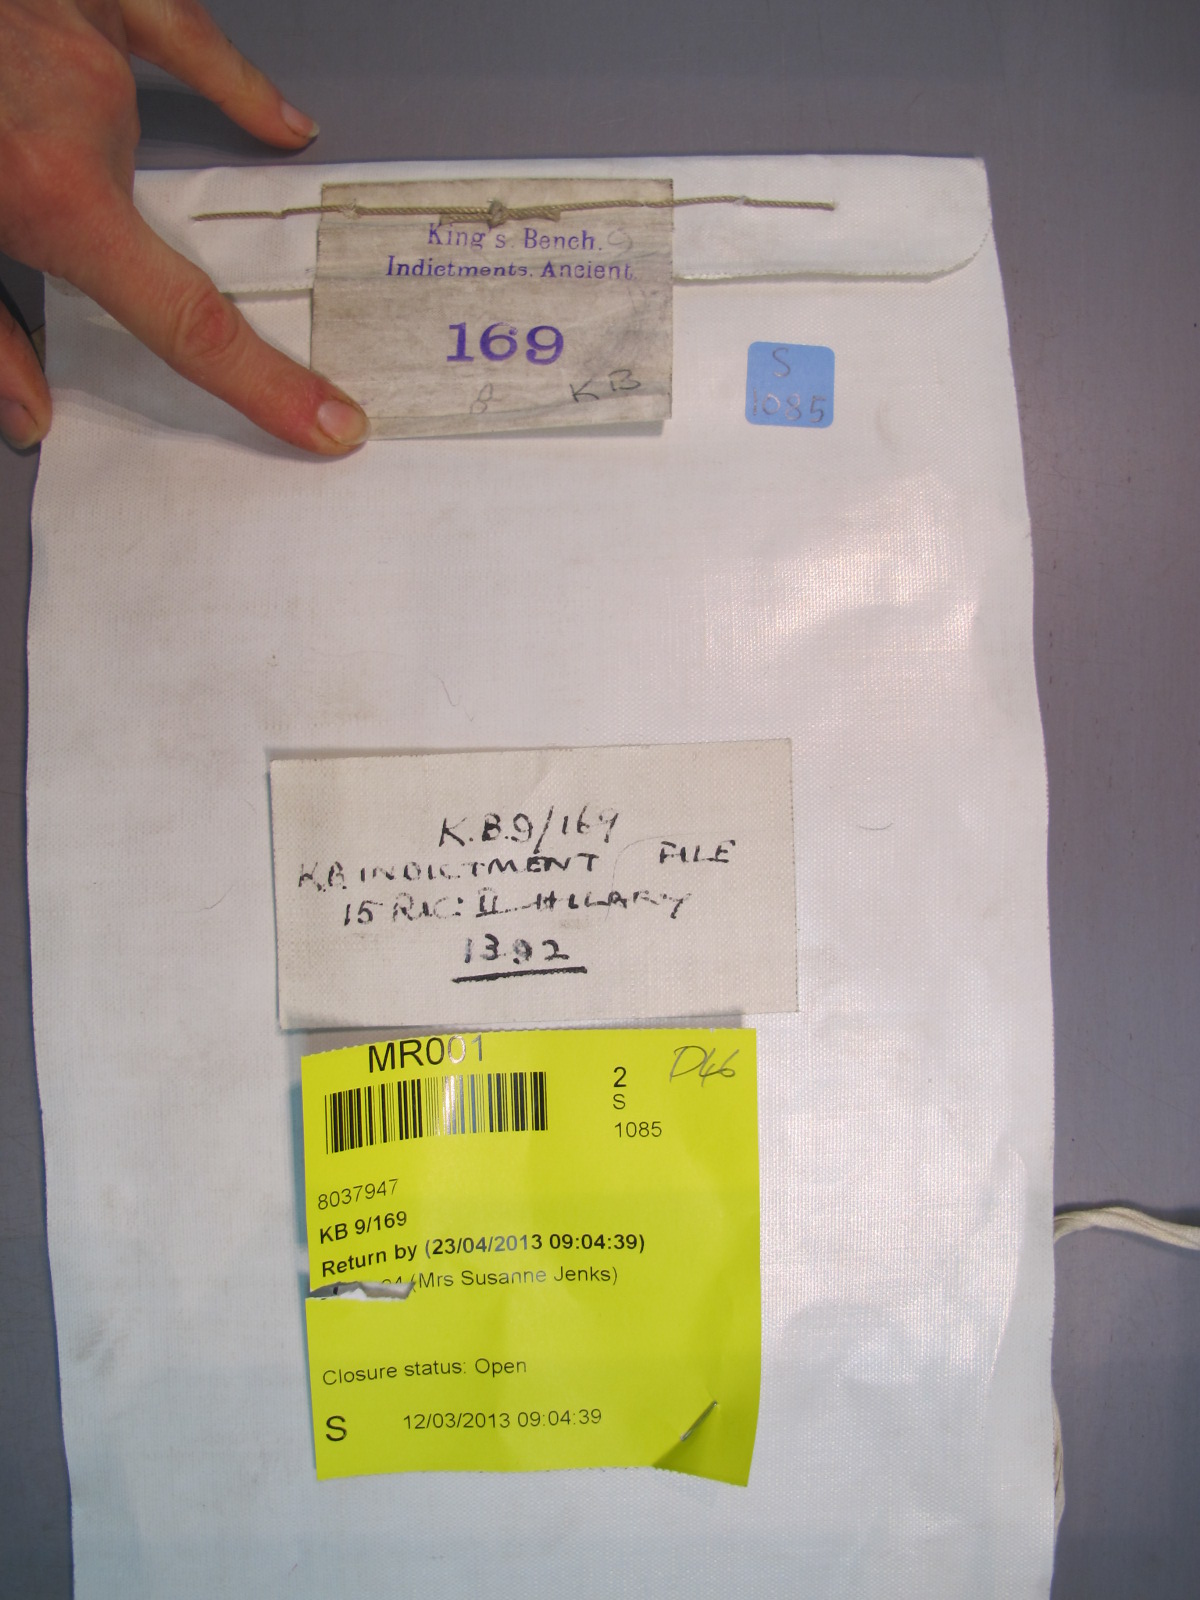 King's Bench.
Indictments. Ancient.
169
8 KB
S
1085
K.B.9/169
K.B. INDICTMENT FILE
15 RIC: II HILARY
1392
MR001
2 D46
S
1085
8037947
KB 9/169
Return by (23/04/2013 09:04:39)
(Mrs Susanne Jenks)
Closure status: Open
S 12/03/2013 09:04:39